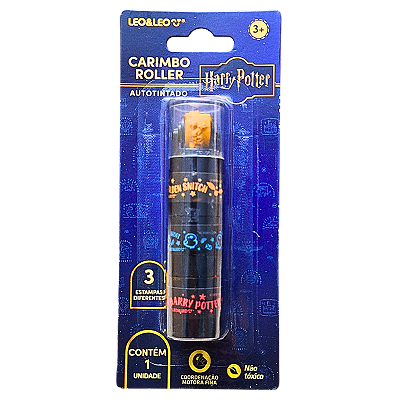 LEO&LEO
3+
CARIMBO
ROLLER
AUTOTINTADO
Harry Potter
DEN SNITCH
HARRY POTTER
3
ESTAMPAS
DIFERENTES
CONTÉM
1
UNIDADE
COORDENAÇÃO
MOTORA FINA
Não
tóxico